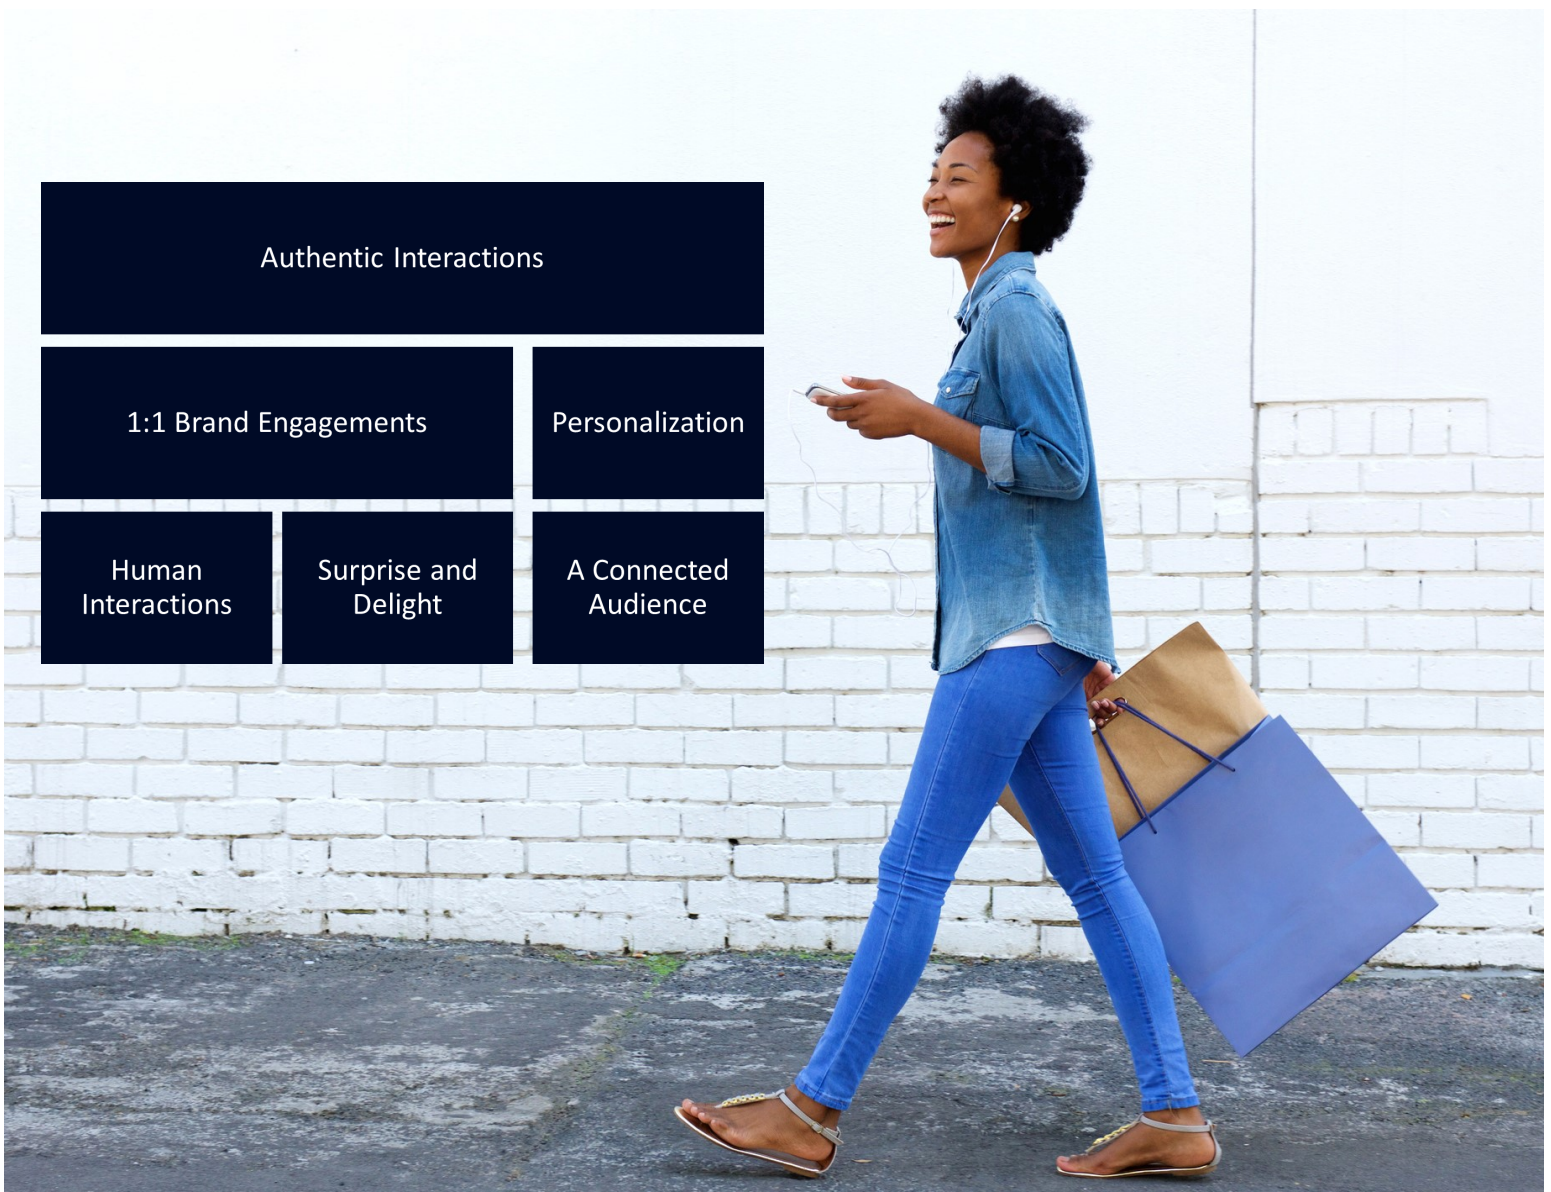 Authentic Interactions
1:1 Brand Engagements
Personalization
Human
Interactions
Surprise and
Delight
A Connected
Audience